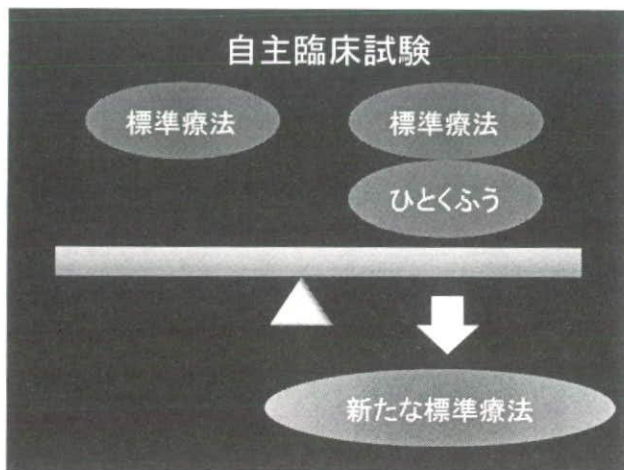 自主臨床試験
標準療法
標準療法
ひとくふう
新たな標準療法